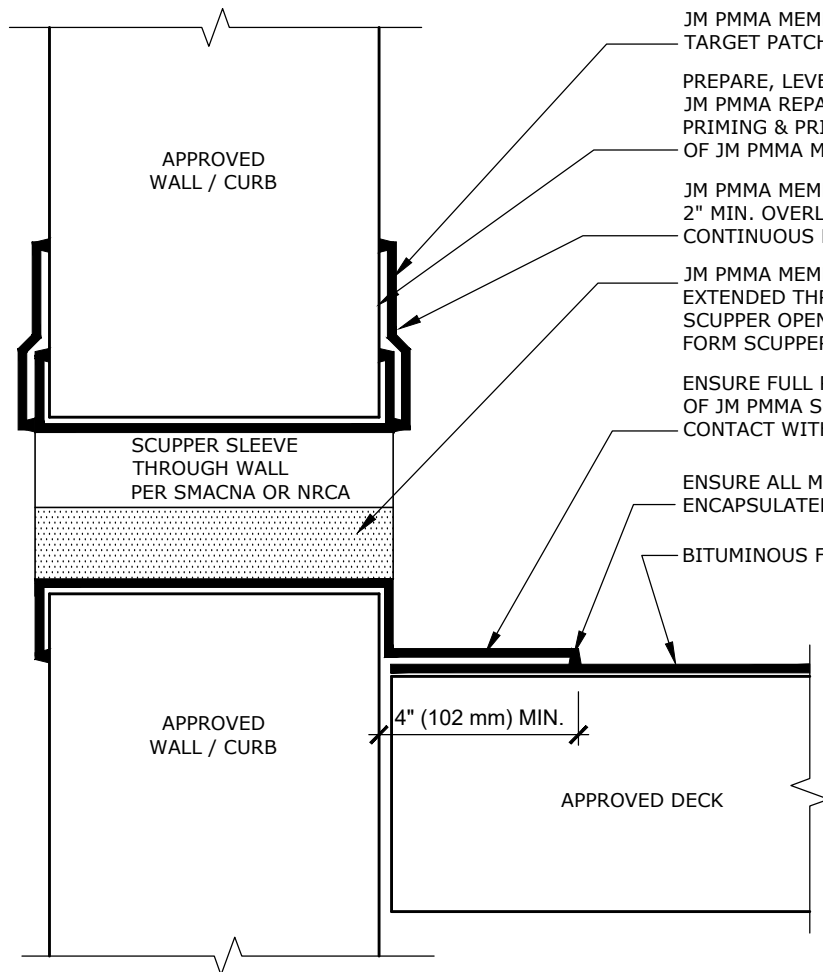 JM PMMA MEM
TARGET PATCH
PREPARE, LEVE
JM PMMA REPA
PRIMING & PRI
OF JM PMMA M
JM PMMA MEM
2" MIN. OVERL
CONTINUOUS
JM PMMA MEM
EXTENDED THR
SCUPPER OPEN
FORM SCUPPER
ENSURE FULL
OF JM PMMA S
CONTACT WITH
ENSURE ALL M
ENCAPSULATE
BITUMINOUS F
APPROVED
WALL / CURB
SCUPPER SLEEVE
THROUGH WALL
PER SMACNA OR NRCA
APPROVED
WALL / CURB
4" (102 mm) MIN.
APPROVED DECK